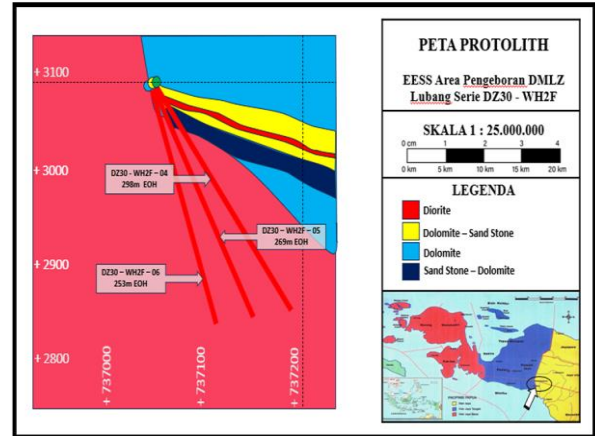 + 3100
+ 3000
+ 2900
+ 2800
+ 737000
+ 737100
+ 737200
DZ30 - WH2F – 04
298m EOH
DZ30 – WH2F – 05
269m EOH
DZ30 – WH2F – 06
253m EOH
PETA PROTOLITH
EESS Area Pengeboran DMLZ
Lubang Serie DZ30 - WH2F
SKALA 1 : 25.000.000
0 cm 1 2 3 4
0 km 5 km 10 km 15 km 20 km
LEGENDA
Diorite
Dolomite – Sand Stone
Dolomite
Sand Stone – Dolomite